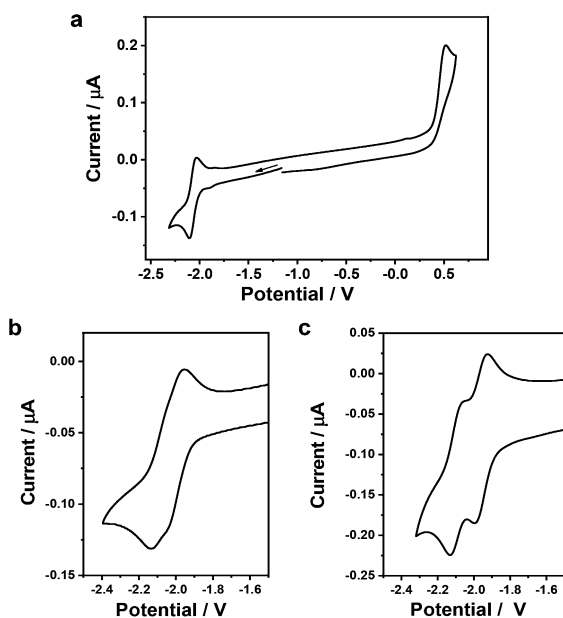 a
Current / μA
0.2
0.1
0.0
-0.1
-2.5 -2.0 -1.5 -1.0 -0.5 -0.0 0.5
Potential / V
b
Current / μA
0.00
-0.05
-0.10
-0.15
-2.4 -2.2 -2.0 -1.8 -1.6
Potential / V
c
Current / μA
0.05
0.00
-0.05
-0.10
-0.15
-0.20
-0.25
-2.4 -2.2 -2.0 -1.8 -1.6
Potential / V